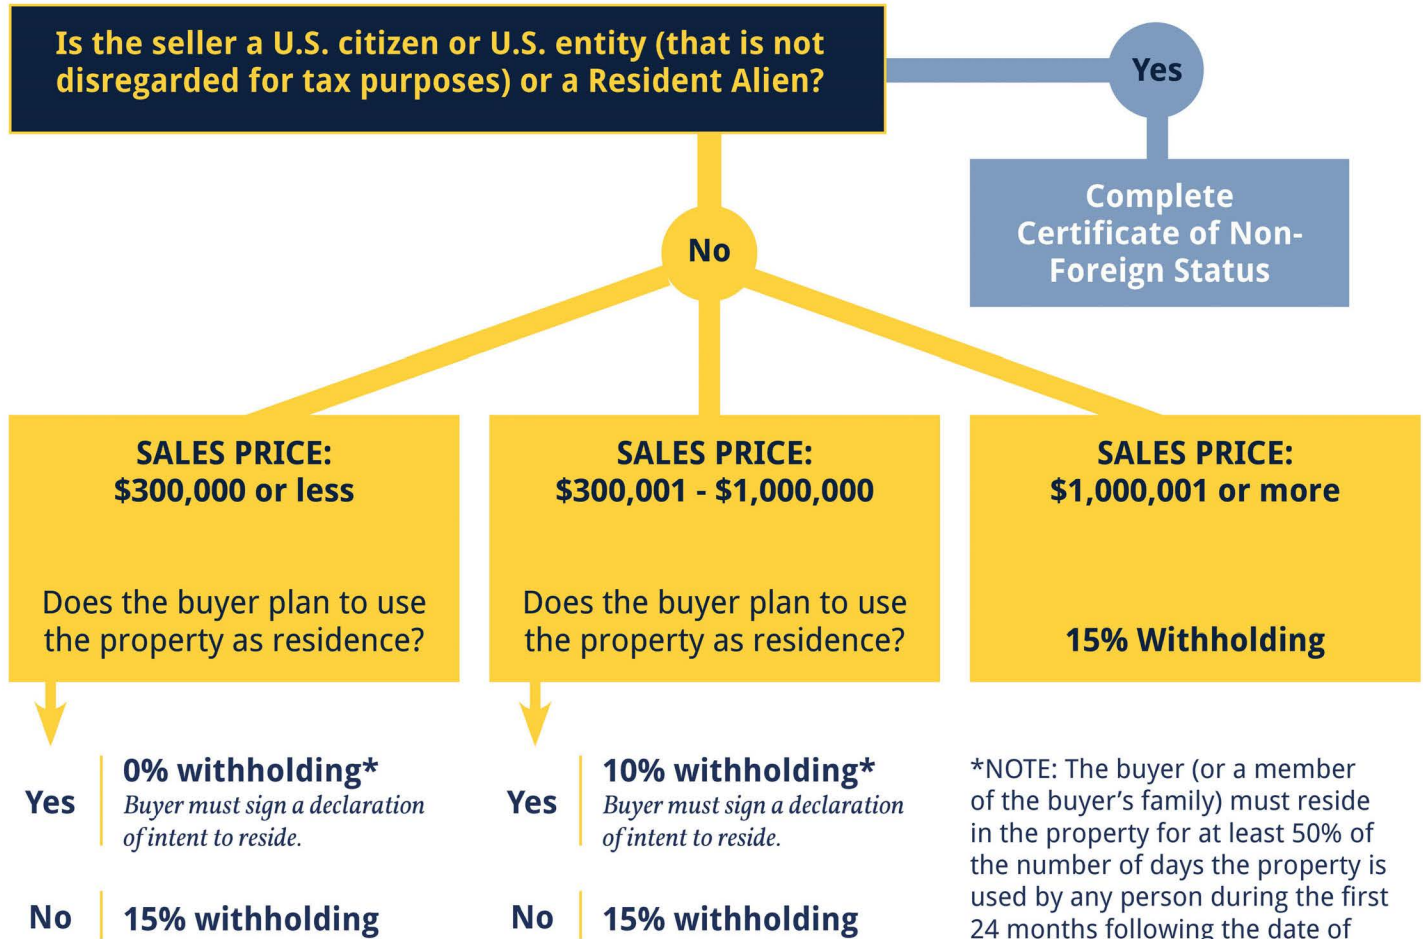 Is the seller a U.S. citizen or U.S. entity (that is not
disregarded for tax purposes) or a Resident Alien?
Yes
Complete
Certificate of Non-
Foreign Status
No
SALES PRICE:
$300,000 or less
Does the buyer plan to use
the property as residence?
SALES PRICE:
$300,001 - $1,000,000
Does the buyer plan to use
the property as residence?
SALES PRICE:
$1,000,001 or more
15% Withholding
Yes
0% withholding*
Buyer must sign a declaration
of intent to reside.
No
15% withholding
Yes
10% withholding*
Buyer must sign a declaration
of intent to reside.
No
15% withholding
*NOTE: The buyer (or a member
of the buyer’s family) must reside
in the property for at least 50% of
the number of days the property is
used by any person during the first
24 months following the date of